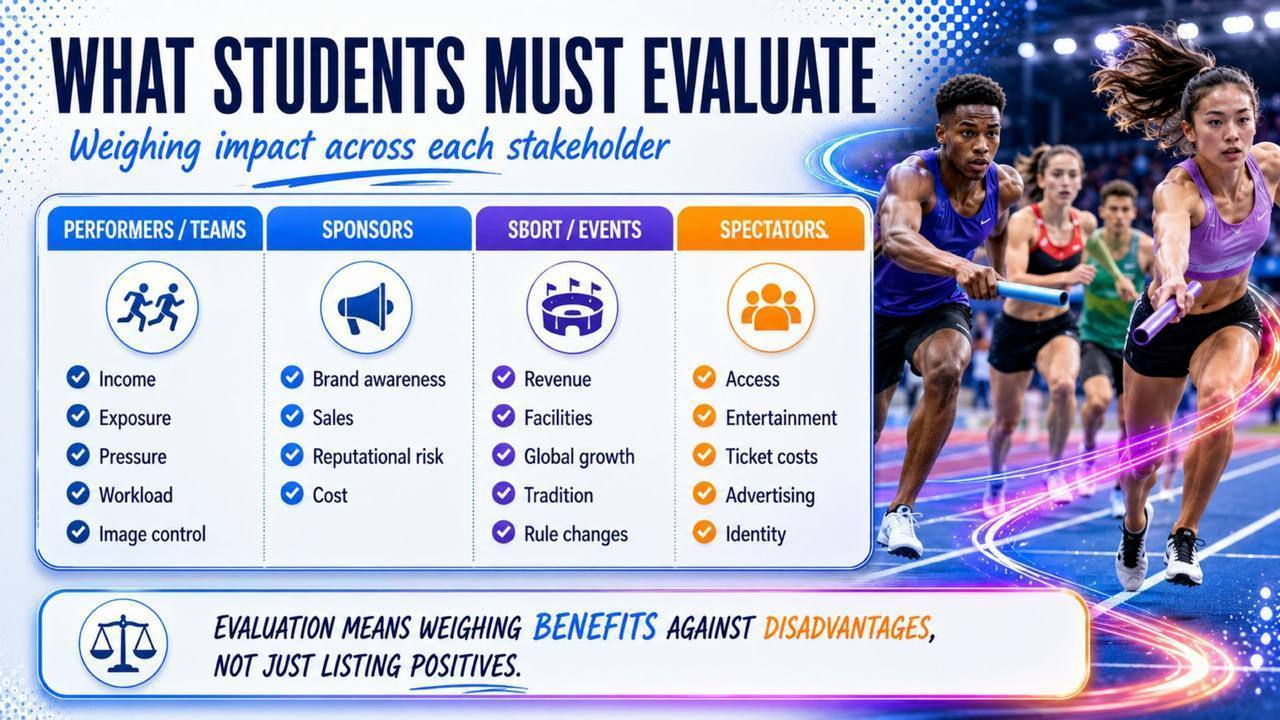 WHAT STUDENTS MUST EVALUATE
Weighing impact across each stakeholder
PERFORMERS / TEAMS
Income
Exposure
Pressure
Workload
Image control
SPONSORS
Brand awareness
Sales
Reputational risk
Cost
SBORT / EVENTS
Revenue
Facilities
Global growth
Tradition
Rule changes
SPECTATORS
Access
Entertainment
Ticket costs
Advertising
Identity
EVALUATION MEANS WEIGHING BENEFITS AGAINST DISADVANTAGES,
NOT JUST LISTING POSITIVES.